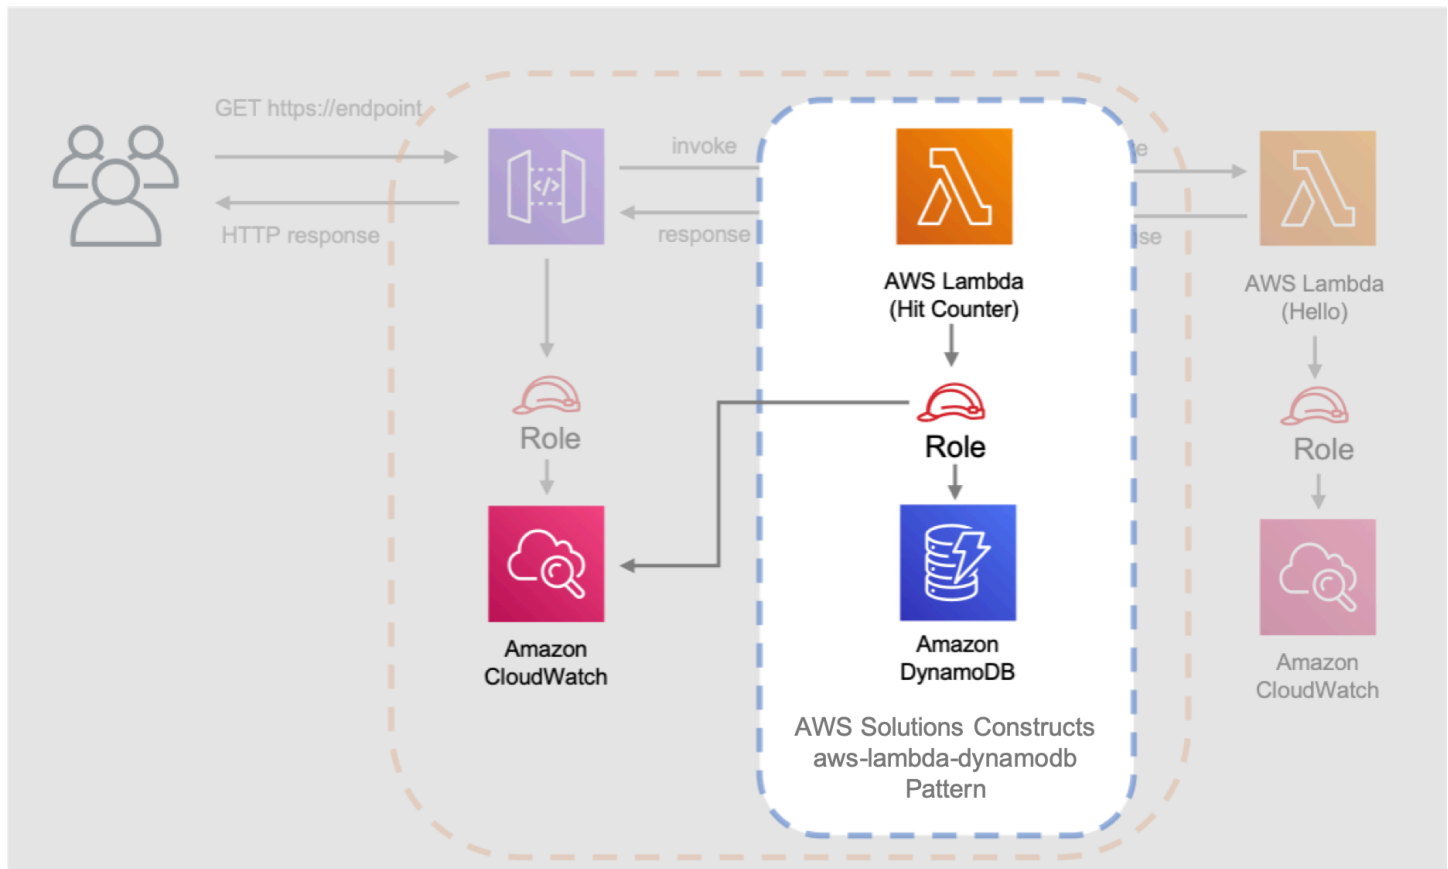 GET https://endpoint
HTTP response
invoke
response
AWS Lambda
(Hit Counter)
AWS Lambda
(Hello)
Role
Role
Role
Amazon
CloudWatch
Amazon
DynamoDB
Amazon
CloudWatch
AWS Solutions Constructs
aws-lambda-dynamodb
Pattern